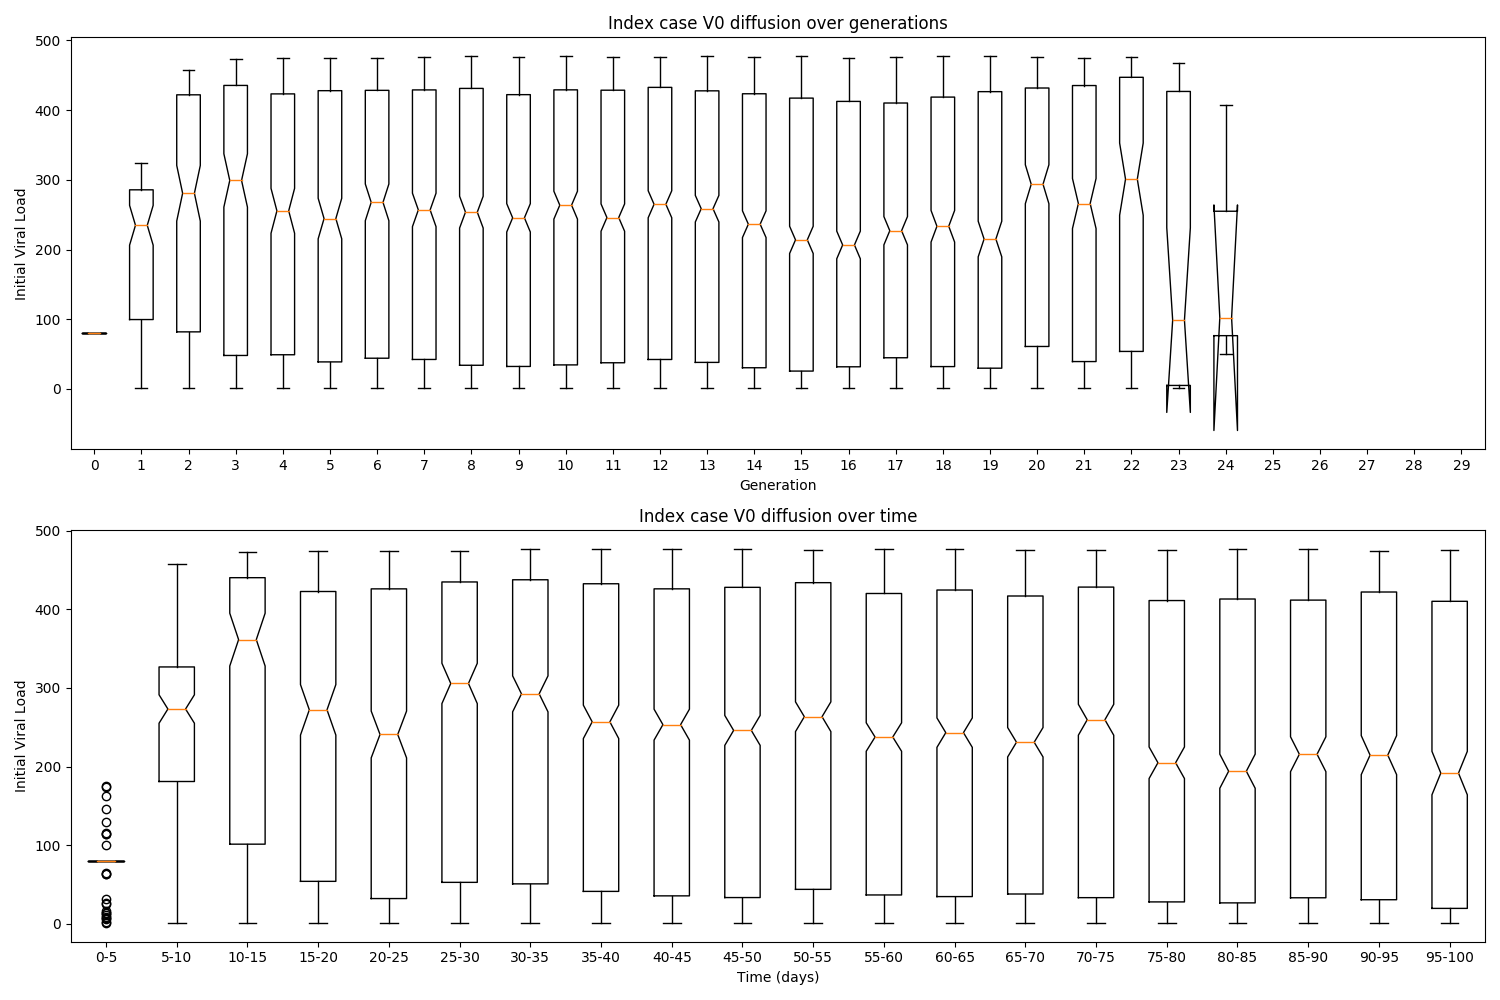 Index case V0 diffusion over generations
Initial Viral Load
500
400
300
200
100
0
0 1 2 3 4 5 6 7 8 9 10 11 12 13 14 15 16 17 18 19 20 21 22 23 24 25 26 27 28 29
Generation
Index case V0 diffusion over time
Initial Viral Load
500
400
300
200
100
0
0-5 5-10 10-15 15-20 20-25 25-30 30-35 35-40 40-45 45-50 50-55 55-60 60-65 65-70 70-75 75-80 80-85 85-90 90-95 95-100
Time (days)